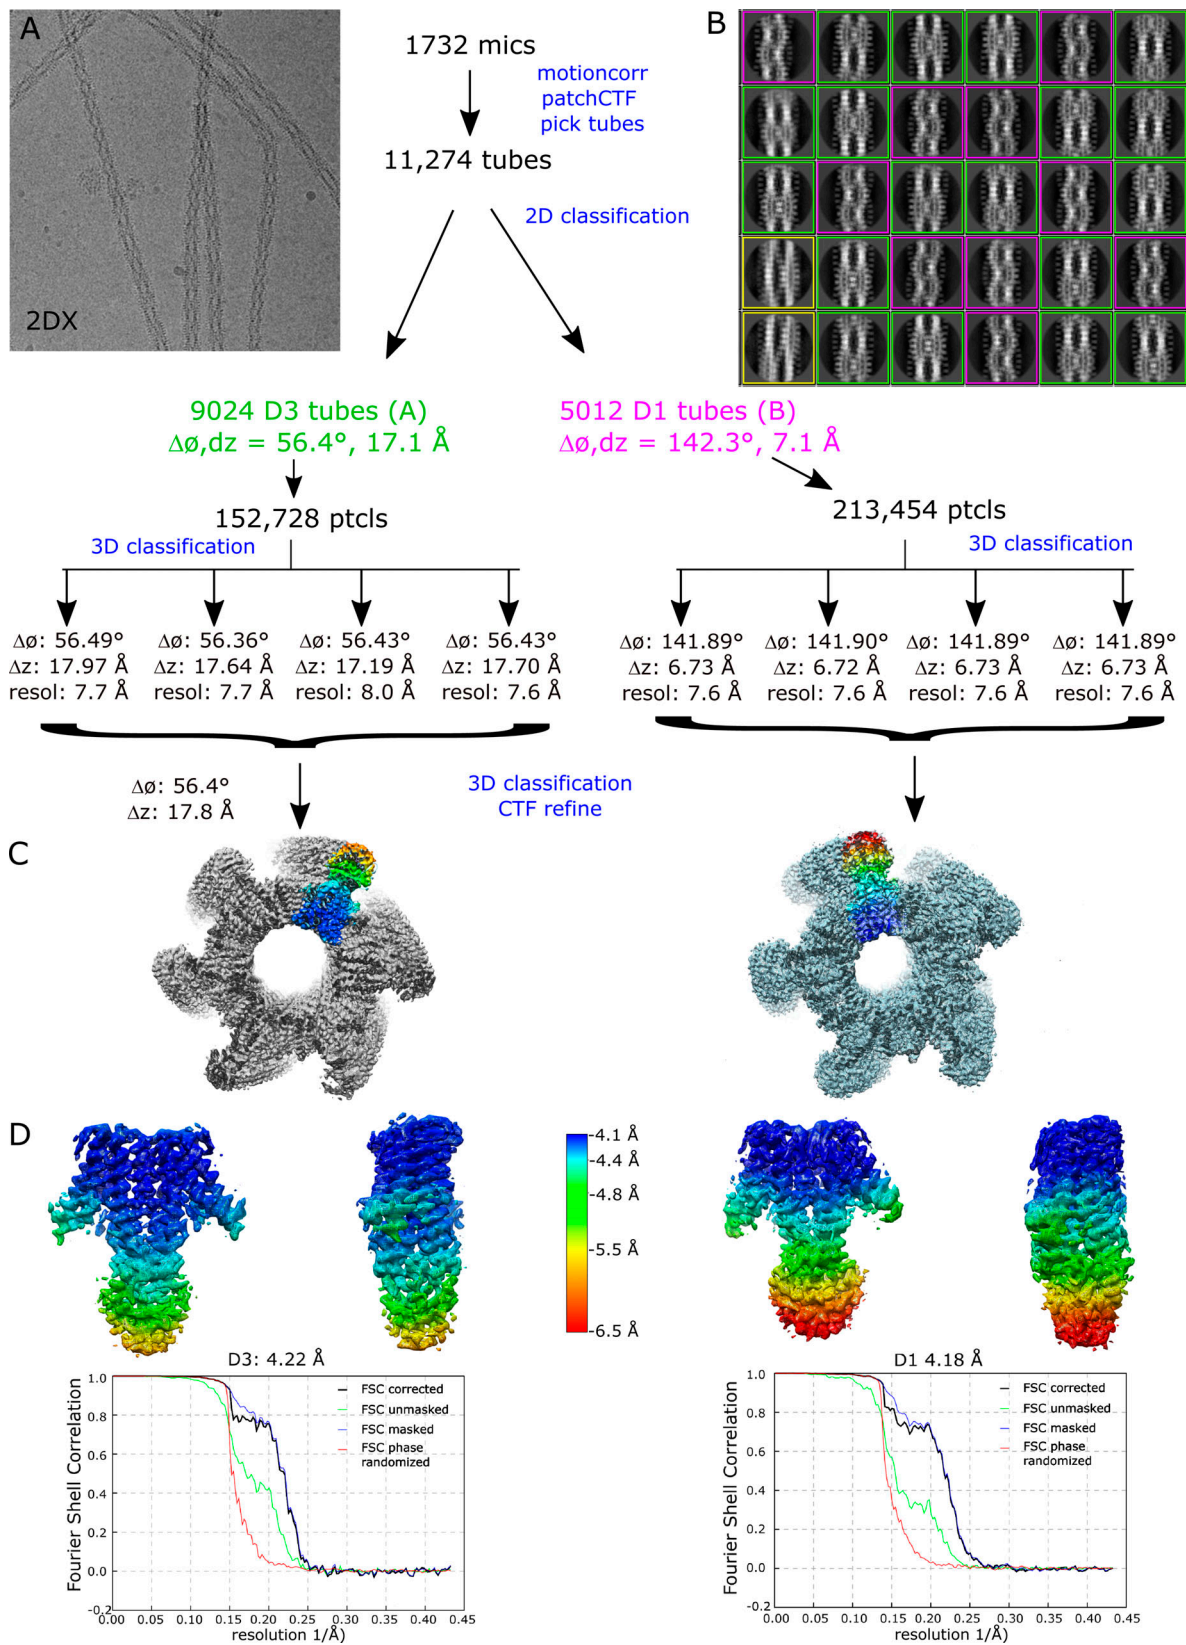 A
2DX
1732 mics
motioncorr
patchCTF
pick tubes
11,274 tubes
2D classification
B
9024 D3 tubes (A)
Δø,dz = 56.4°, 17.1 Å
5012 D1 tubes (B)
Δø,dz = 142.3°, 7.1 Å
152,728 ptcls
213,454 ptcls
3D classification
3D classification
Δø: 56.49°
Δz: 17.97 Å
resol: 7.7 Å
Δø: 56.36°
Δz: 17.64 Å
resol: 7.7 Å
Δø: 56.43°
Δz: 17.19 Å
resol: 8.0 Å
Δø: 56.43°
Δz: 17.70 Å
resol: 7.6 Å
Δø: 141.89°
Δz: 6.73 Å
resol: 7.6 Å
Δø: 141.90°
Δz: 6.72 Å
resol: 7.6 Å
Δø: 141.89°
Δz: 6.73 Å
resol: 7.6 Å
Δø: 141.89°
Δz: 6.73 Å
resol: 7.6 Å
Δø: 56.4°
Δz: 17.8 Å
3D classification
CTF refine
C
D
-4.1 Å
-4.4 Å
-4.8 Å
-5.5 Å
-6.5 Å
D3: 4.22 Å
Fourier Shell Correlation
1.0
0.8
0.6
0.4
0.2
0.0
-0.2
FSC corrected
FSC unmasked
FSC masked
FSC phase
randomized
0.00 0.05 0.10 0.15 0.20 0.25 0.30 0.35 0.40 0.45
resolution 1/Å)
D1 4.18 Å
Fourier Shell Correlation
1.0
0.8
0.6
0.4
0.2
0.0
-0.2
FSC corrected
FSC unmasked
FSC masked
FSC phase
randomized
0.00 0.05 0.10 0.15 0.20 0.25 0.30 0.35 0.40 0.45
resolution 1/Å)